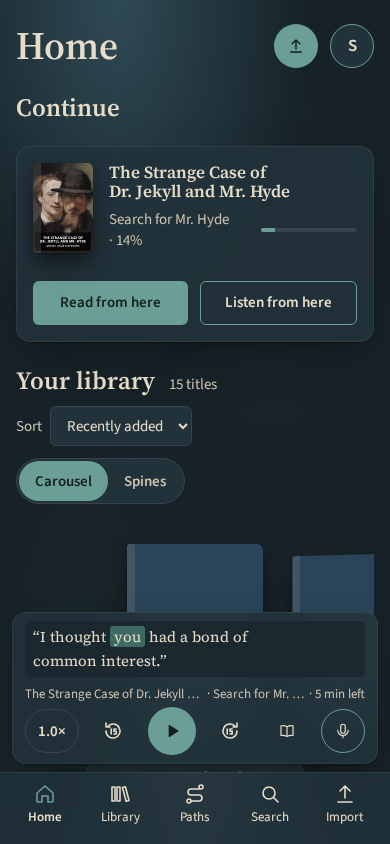 Home
S
Continue
The Strange Case of
Dr. Jekyll and Mr. Hyde
Search for Mr. Hyde
· 14%
THE STRANGE CASE OF
DR. JEKYLL AND MR. HYDE
Read from here
Listen from here
Your library 15 titles
Sort Recently added
Carousel Spines
“I thought you had a bond of
common interest.”
The Strange Case of Dr. Jekyll ... · Search for Mr. ... · 5 min left
1.0×
15
15
Home Library Paths Search Import